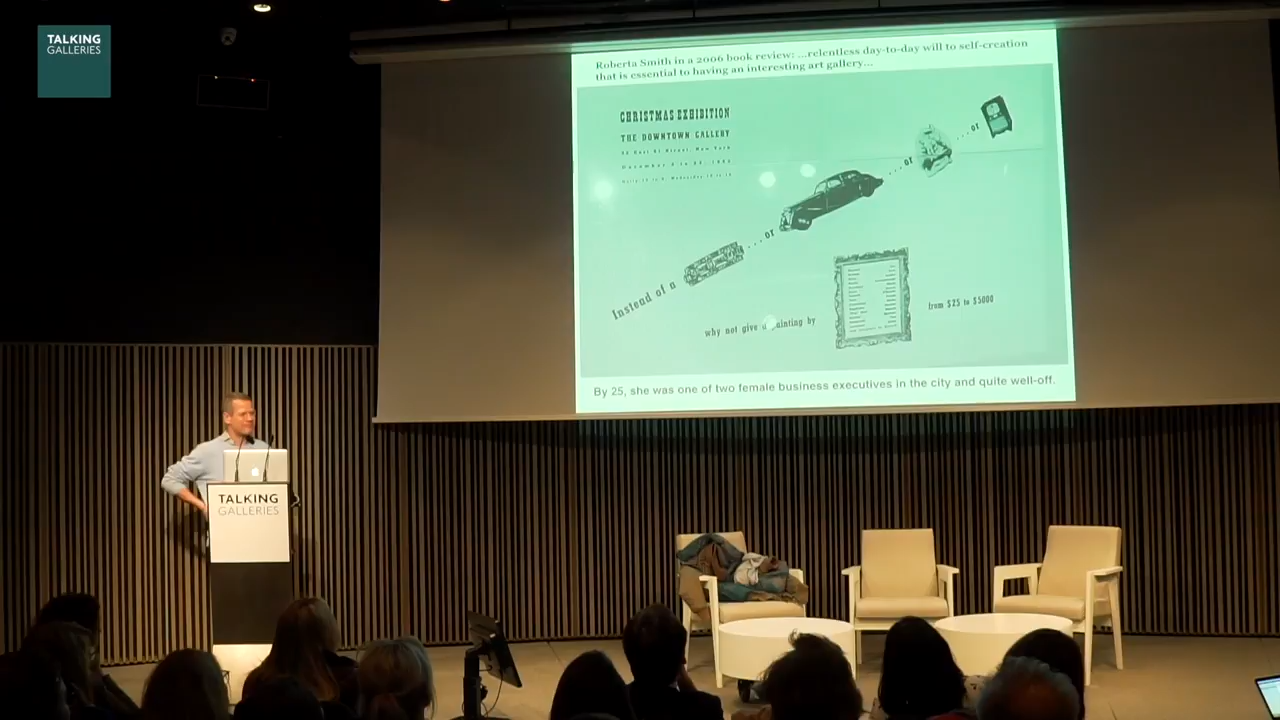 TALKING
GALLERIES
Roberta Smith in a 2006 book review: ...relentless day-to-day will to self-creation
that is essential to having an interesting art gallery...
CHRISTMAS EXHIBITION
THE DOWNTOWN GALLERY
Instead of a
... or
... or
... or
why not give a painting by
from $25 to $5000
By 25, she was one of two female business executives in the city and quite well-off.
TALKING
GALLERIES